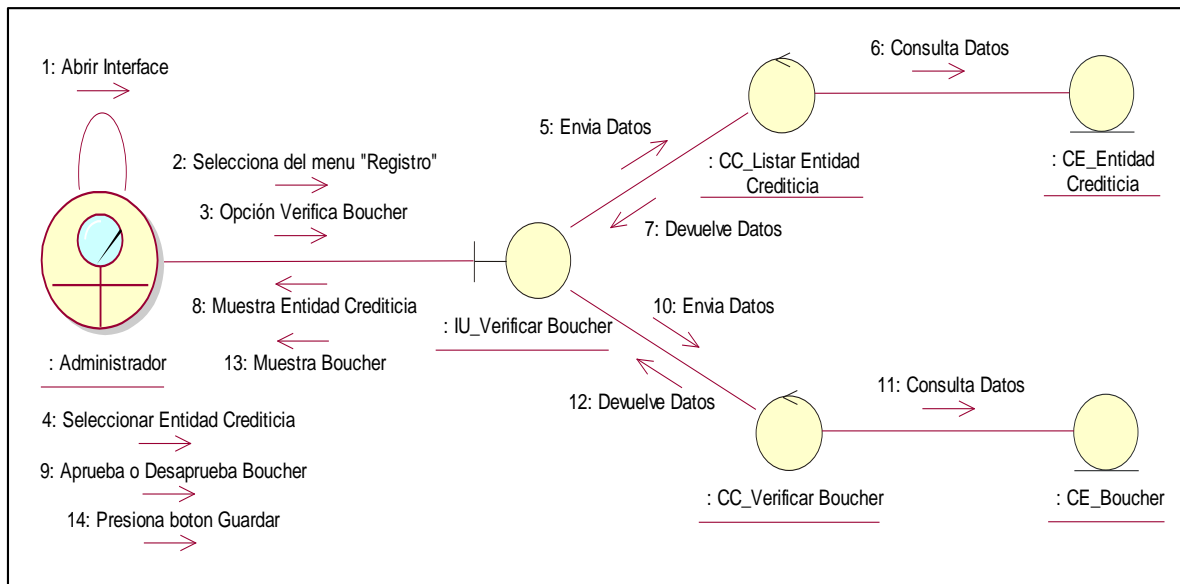 1: Abrir Interface
2: Selecciona del menu "Registro"
3: Opción Verifica Boucher
8: Muestra Entidad Crediticia
13: Muestra Boucher
: Administrador
4: Seleccionar Entidad Crediticia
9: Aprueba o Desaprueba Boucher
14: Presiona boton Guardar
: IU_Verificar Boucher
5: Envia Datos
7: Devuelve Datos
6: Consulta Datos
: CC_Listar Entidad
Crediticia
: CE_Entidad
Crediticia
10: Envia Datos
12: Devuelve Datos
11: Consulta Datos
: CC_Verificar Boucher
: CE_Boucher